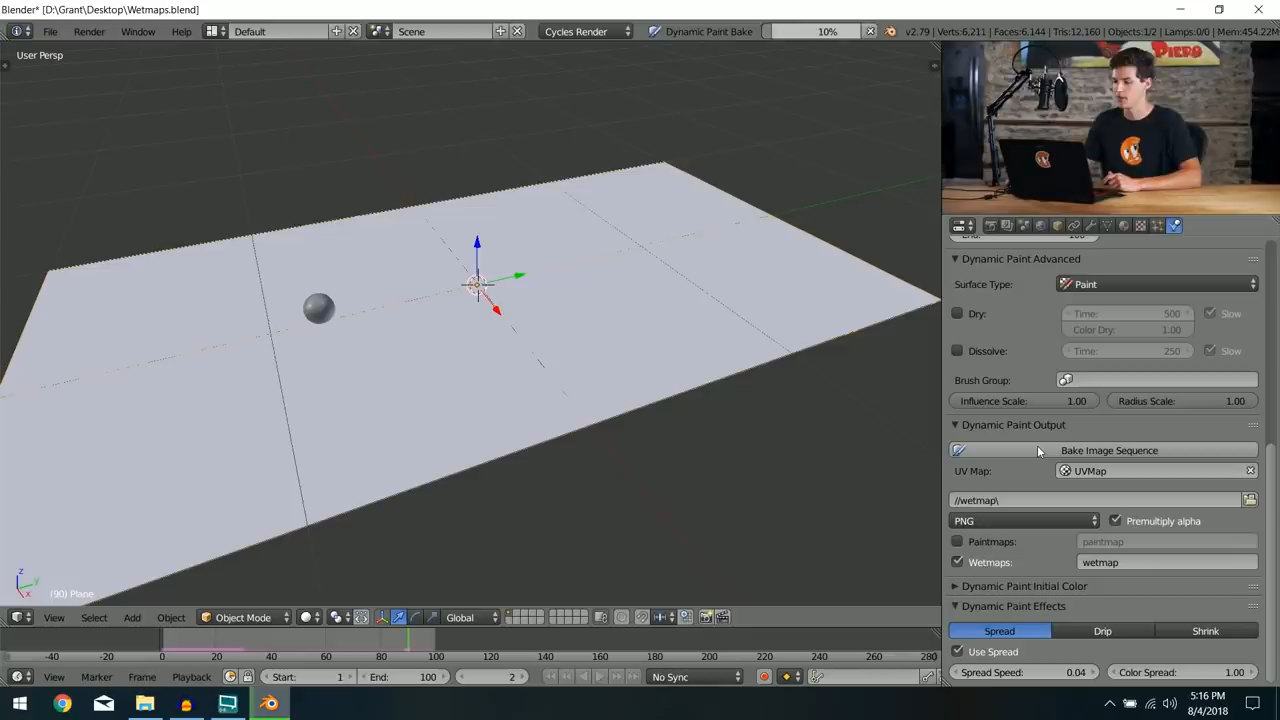 Blender* [D:\Grant\Desktop\Wetmaps.blend]
File Render Window Help Default Scene Cycles Render Dynamic Paint Bake 10% v2.79 | Verts:6,211 | Faces:6,144 | Tris:12,160 | Objects:1/2 | Lamps:0/0 | Mem:454.22M
User Persp
PIERO
End: 100
Dynamic Paint Advanced
Surface Type: Paint
Dry: Time: 500 Slow
Color Dry: 1.00
Dissolve: Time: 250 Slow
Brush Group:
Influence Scale: 1.00 Radius Scale: 1.00
Dynamic Paint Output
Bake Image Sequence
UV Map: UVMap
//wetmap\
PNG Premultiply alpha
Paintmaps: paintmap
Wetmaps: wetmap
Dynamic Paint Initial Color
Dynamic Paint Effects
Spread Drip Shrink
Use Spread
Spread Speed: 0.04 Color Spread: 1.00
z
y
x
(90) Plane
View Select Add Object Object Mode Global
-40 -20 0 20 40 60 80 100 120 140 160 180 200 220 240 260 280
View Marker Frame Playback Start: 1 End: 100 2 No Sync
5:16 PM
8/4/2018